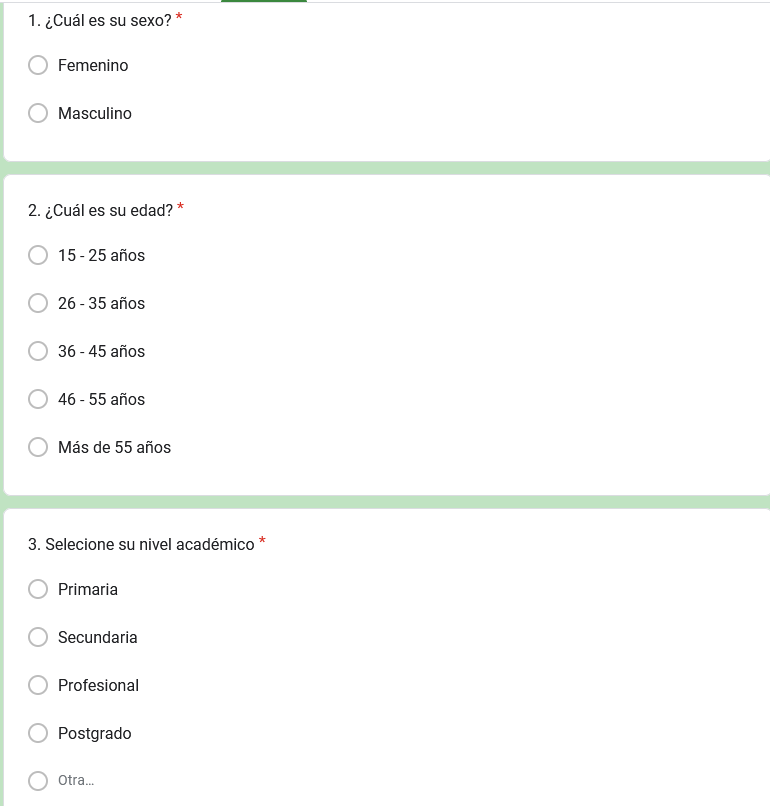 1. ¿Cuál es su sexo? *
Femenino
Masculino
2. ¿Cuál es su edad? *
15 - 25 años
26 - 35 años
36 - 45 años
46 - 55 años
Más de 55 años
3. Selecione su nivel académico *
Primaria
Secundaria
Profesional
Postgrado
Otra...